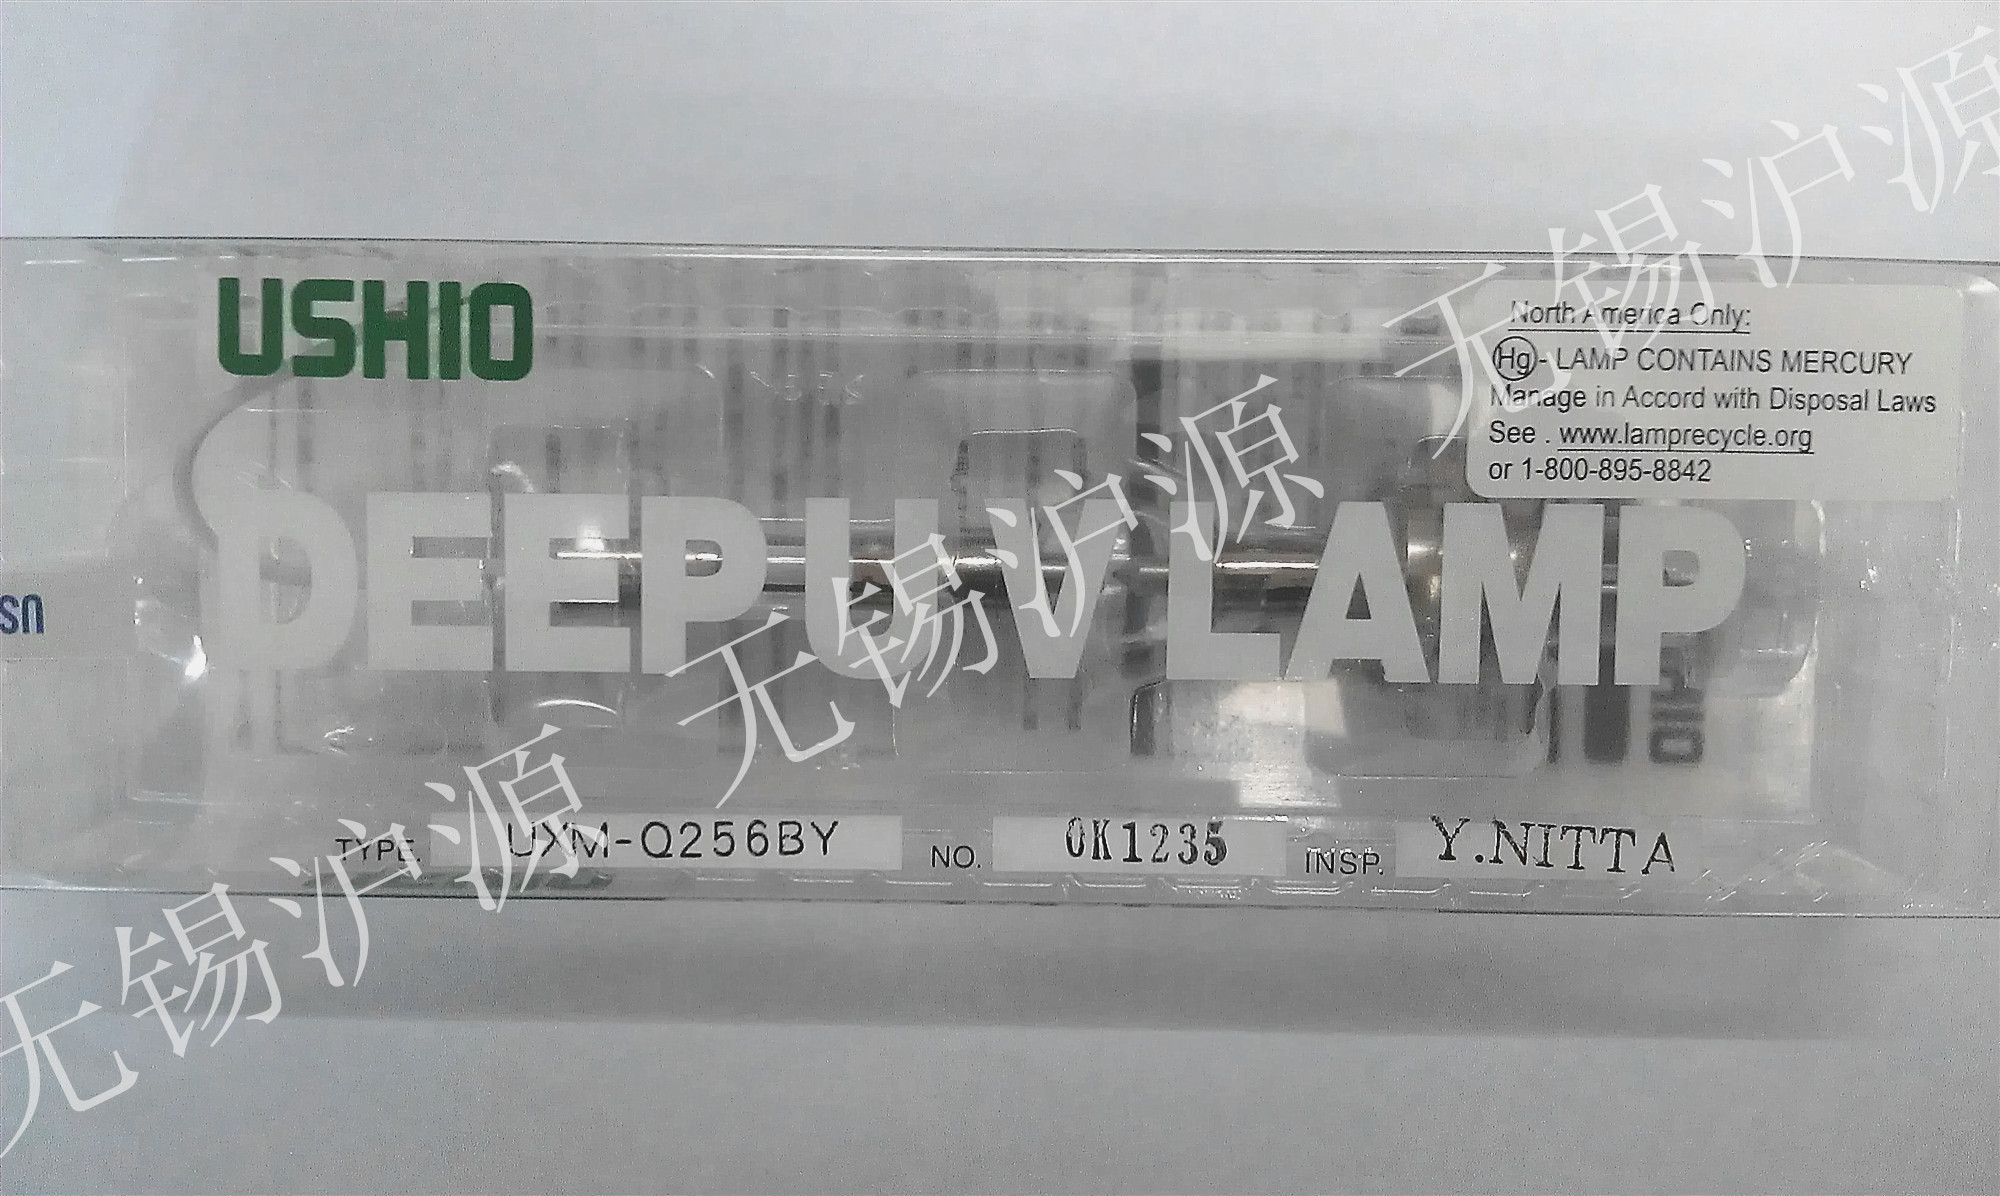 USHIO
North America Only:
Hg - LAMP CONTAINS MERCURY
Manage in Accord with Disposal Laws
See . www.lamprecycle.org
or 1-800-895-8842
DEEP UV LAMP
TYPE. UXM-Q256BY NO. 0K1235 INSP. Y.NITTA
无锡沪源 无锡沪源 无锡沪源